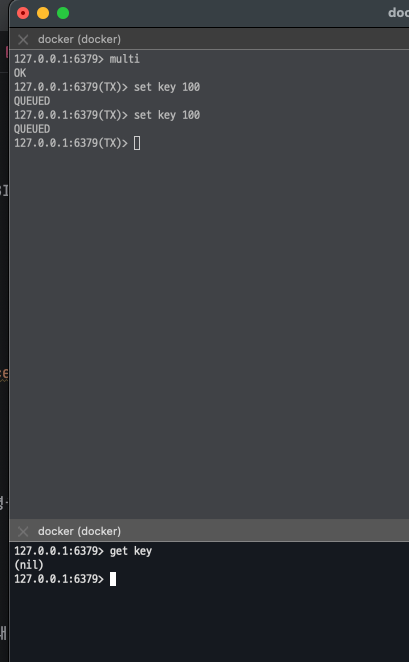 doc
docker (docker)
127.0.0.1:6379> multi
OK
127.0.0.1:6379(TX)> set key 100
QUEUED
127.0.0.1:6379(TX)> set key 100
QUEUED
127.0.0.1:6379(TX)>
docker (docker)
127.0.0.1:6379> get key
(nil)
127.0.0.1:6379>